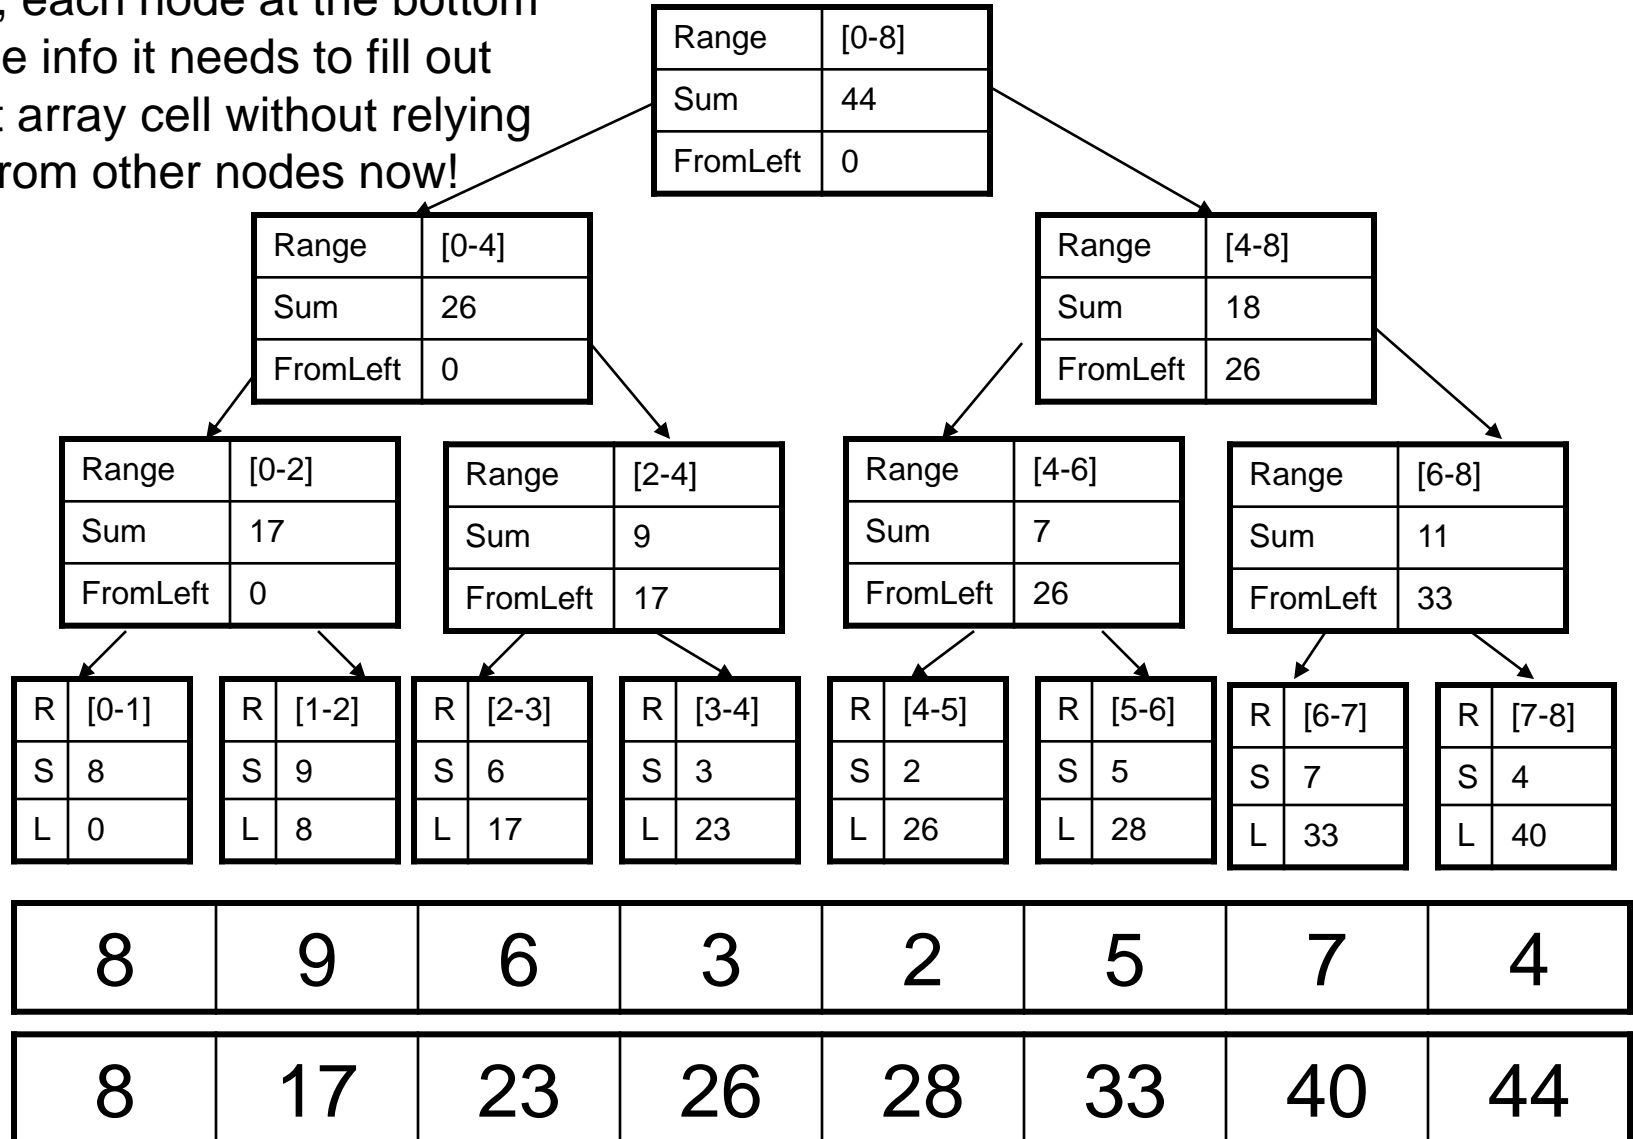 , each node at the bottom
e info it needs to fill out
t array cell without relying
rom other nodes now!
Range [0-8]
Sum 44
FromLeft 0
Range [0-4]
Sum 26
FromLeft 0
Range [4-8]
Sum 18
FromLeft 26
Range [0-2]
Sum 17
FromLeft 0
Range [2-4]
Sum 9
FromLeft 17
Range [4-6]
Sum 7
FromLeft 26
Range [6-8]
Sum 11
FromLeft 33
R [0-1]
S 8
L 0
R [1-2]
S 9
L 8
R [2-3]
S 6
L 17
R [3-4]
S 3
L 23
R [4-5]
S 2
L 26
R [5-6]
S 5
L 28
R [6-7]
S 7
L 33
R [7-8]
S 4
L 40
8 9 6 3 2 5 7 4
8 17 23 26 28 33 40 44